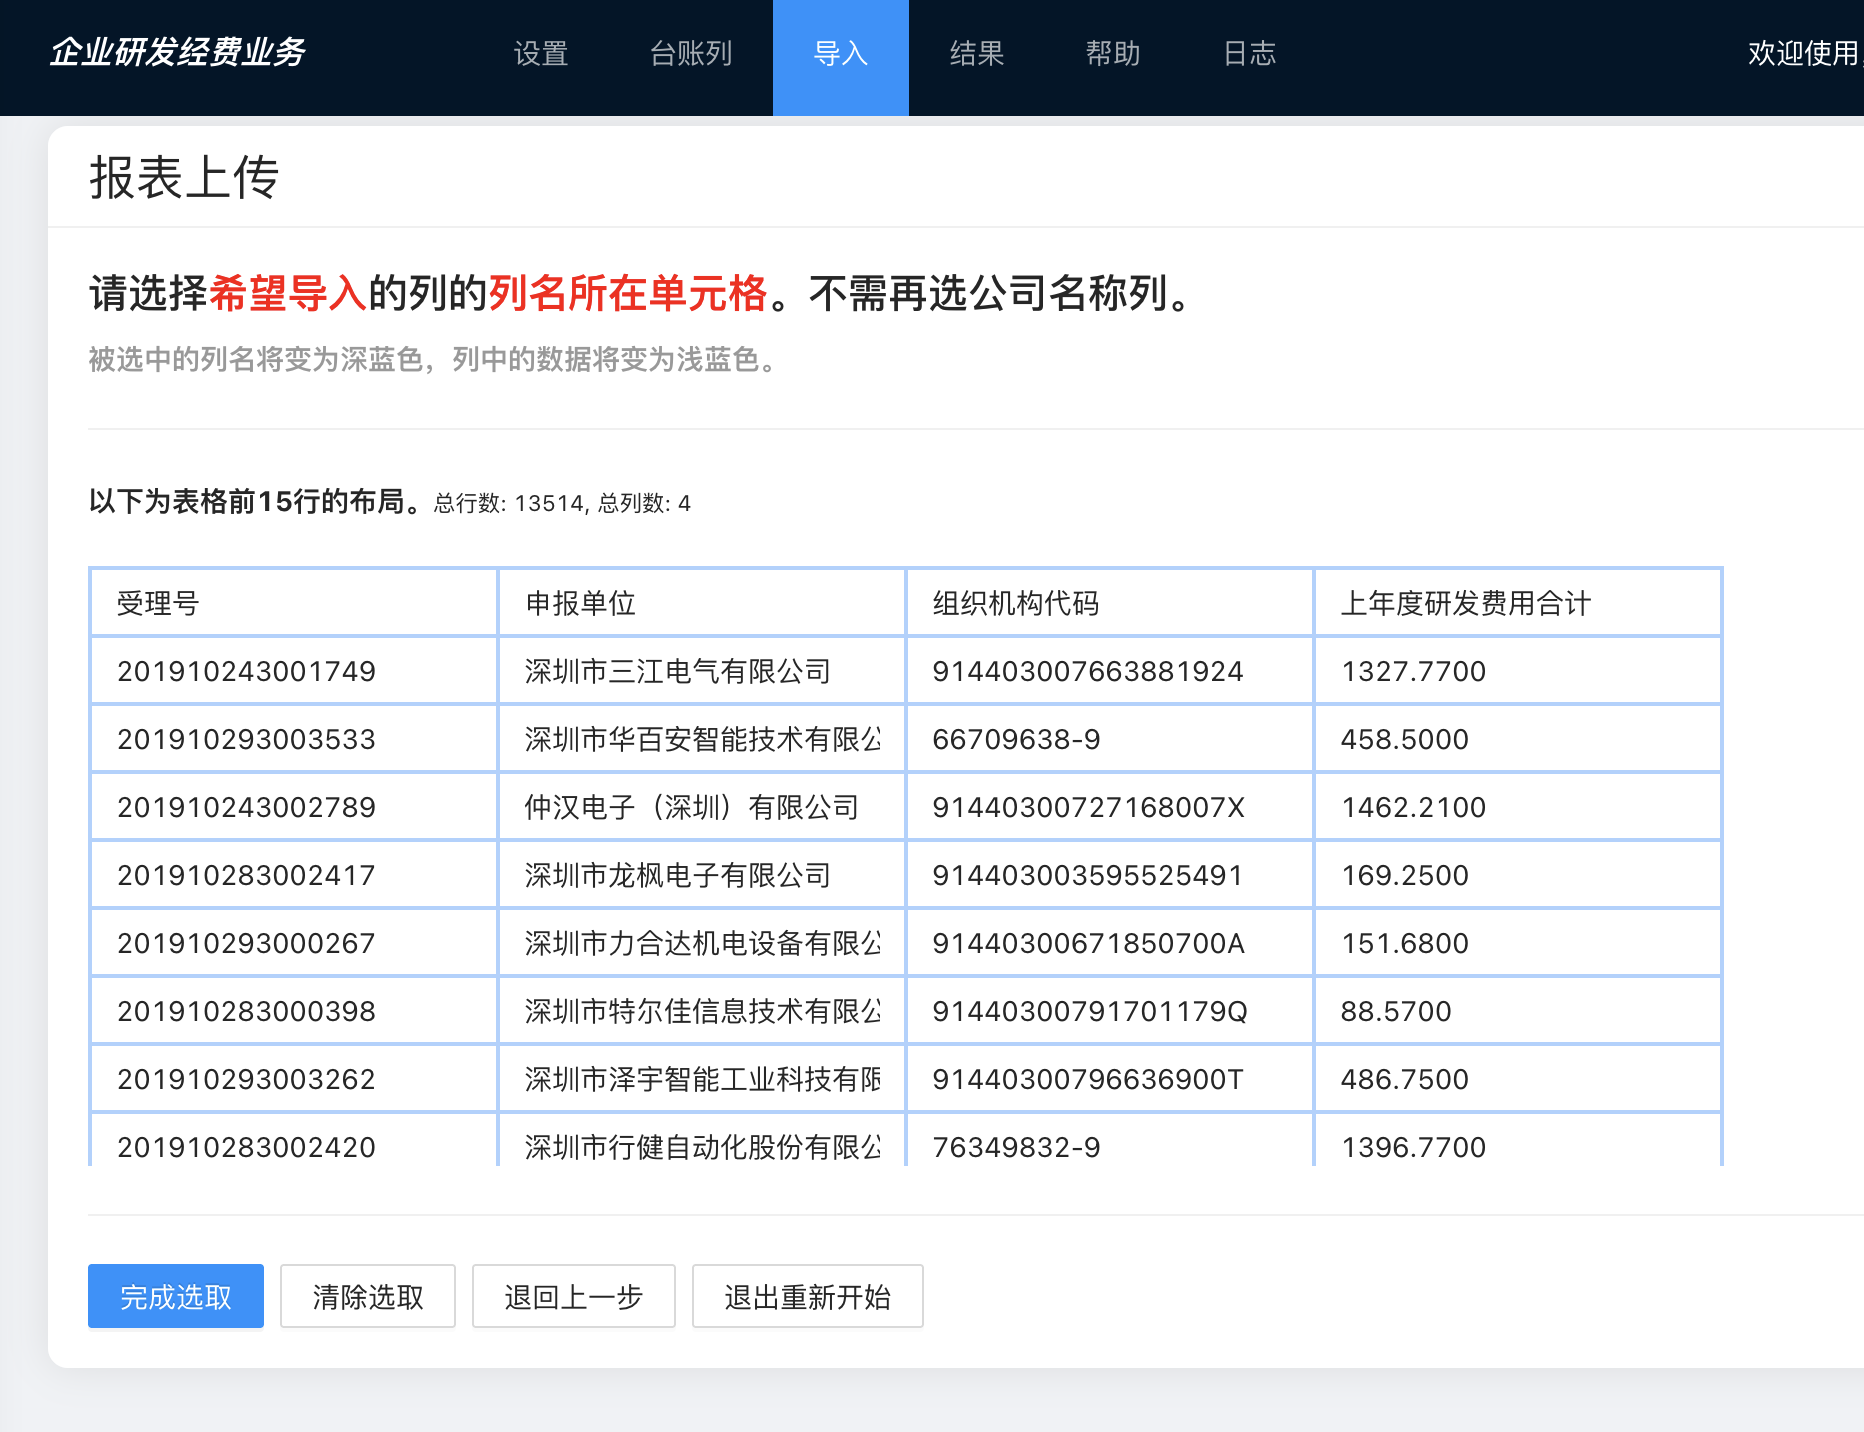 企业研发经费业务 设置 台账列 导入 结果 帮助 日志 欢迎使用
报表上传
请选择希望导入的列的列名所在单元格。不需再选公司名称列。
被选中的列名将变为深蓝色，列中的数据将变为浅蓝色。
以下为表格前15行的布局。总行数: 13514, 总列数: 4
受理号 申报单位 组织机构代码 上年度研发费用合计
201910243001749 深圳市三江电气有限公司 914403007663881924 1327.7700
201910293003533 深圳市华百安智能技术有限公 66709638-9 458.5000
201910243002789 仲汉电子（深圳）有限公司 91440300727168007X 1462.2100
201910283002417 深圳市龙枫电子有限公司 914403003595525491 169.2500
201910293000267 深圳市力合达机电设备有限公 91440300671850700A 151.6800
201910283000398 深圳市特尔佳信息技术有限公 91440300791701179Q 88.5700
201910293003262 深圳市泽宇智能工业科技有限 91440300796636900T 486.7500
201910283002420 深圳市行健自动化股份有限公 76349832-9 1396.7700
完成选取 清除选取 退回上一步 退出重新开始